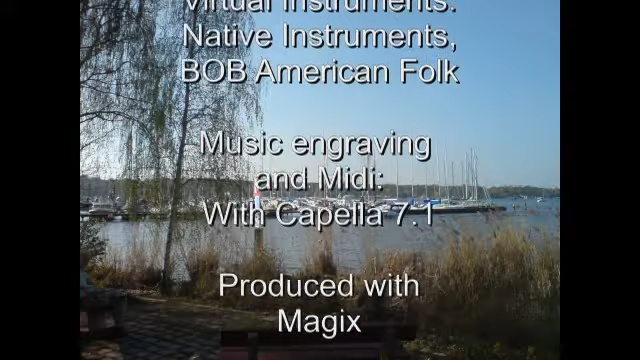 Virtual Instruments:
Native Instruments,
BOB American Folk
Music engraving
and Midi:
With Capella 7.1
Produced with
Magix